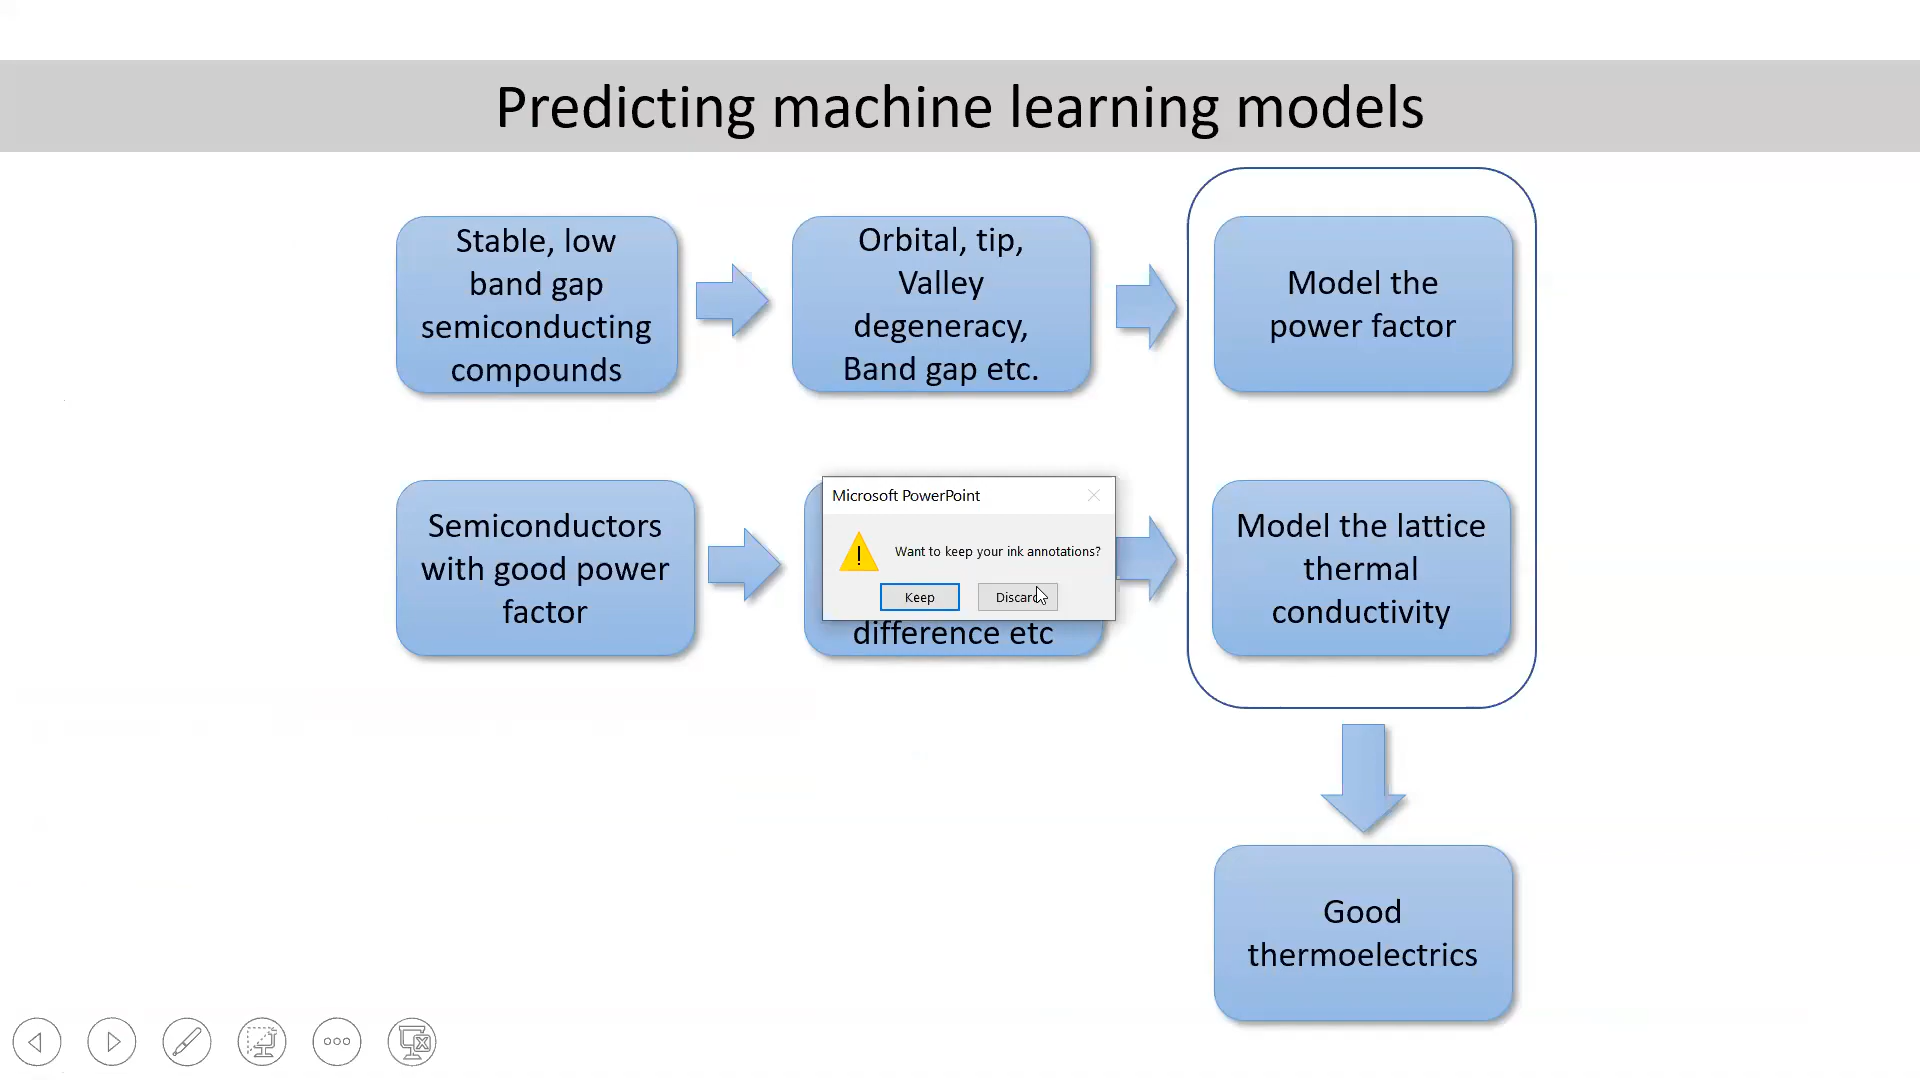 Predicting machine learning models
Stable, low
band gap
semiconducting
compounds
Orbital, tip,
Valley
degeneracy,
Band gap etc.
Model the
power factor
Semiconductors
with good power
factor
Microsoft PowerPoint
Want to keep your ink annotations?
Keep
Discard
difference etc
Model the lattice
thermal
conductivity
Good
thermoelectrics